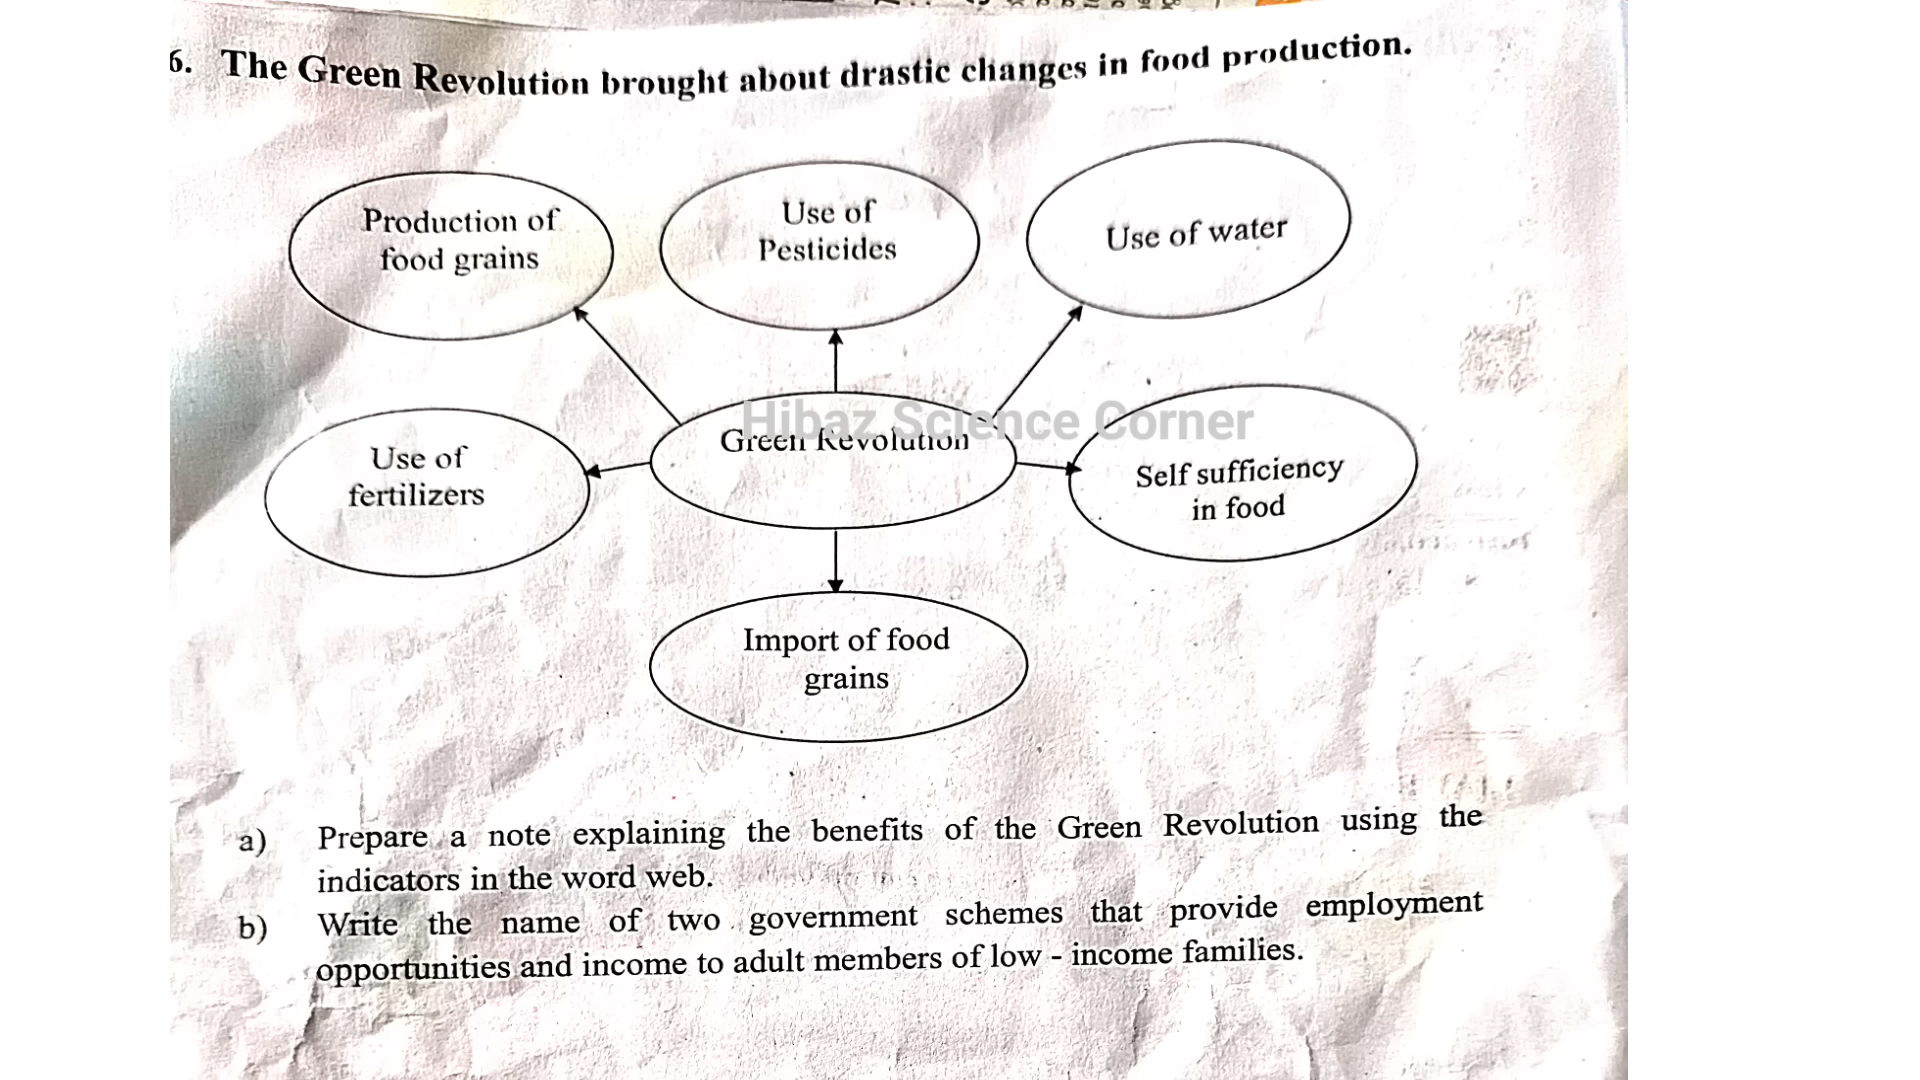 6. The Green Revolution brought about drastic changes in food production.
Production of
food grains
Use of
Pesticides
Use of water
Hibaz Science Corner
Green Revolution
Use of
fertilizers
Self sufficiency
in food
Import of food
grains
a) Prepare a note explaining the benefits of the Green Revolution using the
indicators in the word web.
b) Write the name of two government schemes that provide employment
opportunities and income to adult members of low - income families.